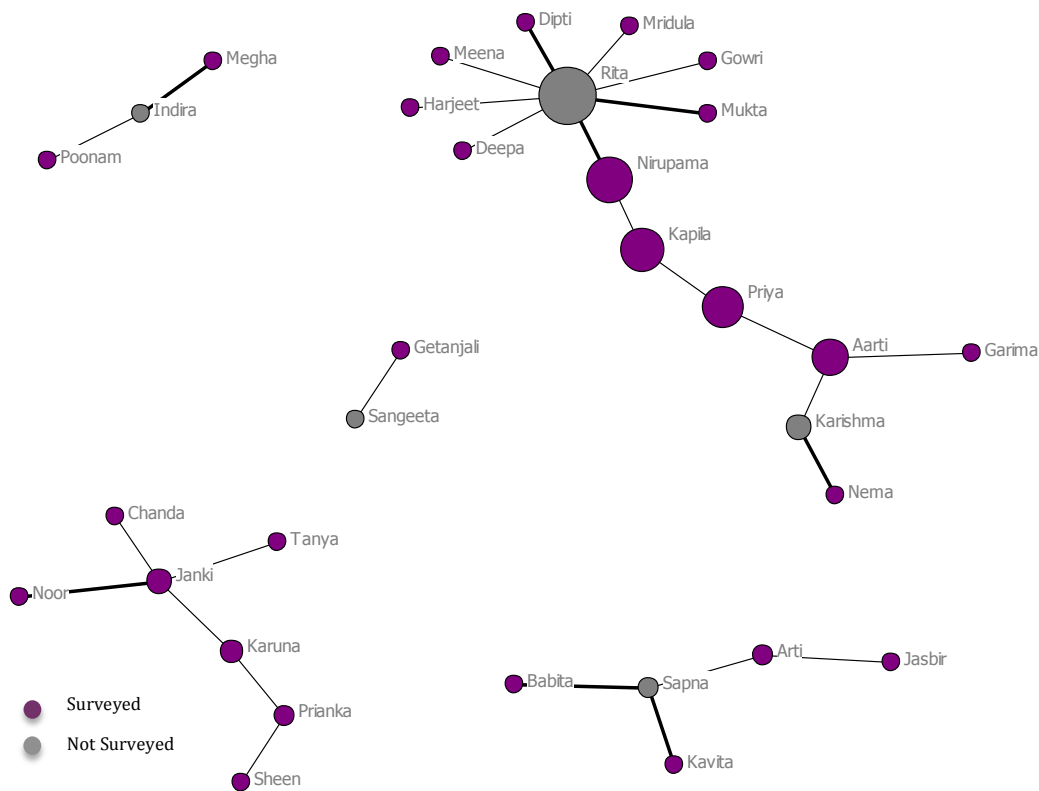 Dipti
Mridula
Megha
Meena
Gowri
Rita
Indira
Harjeet
Mukta
Poonam
Deepa
Nirupama
Kapila
Priya
Getanjali
Aarti
Garima
Sangeeta
Karishma
Nema
Chanda
Tanya
Janki
Noor
Karuna
Arti
Jasbir
Babita
Sapna
Prianka
Kavita
Sheen
Surveyed
Not Surveyed